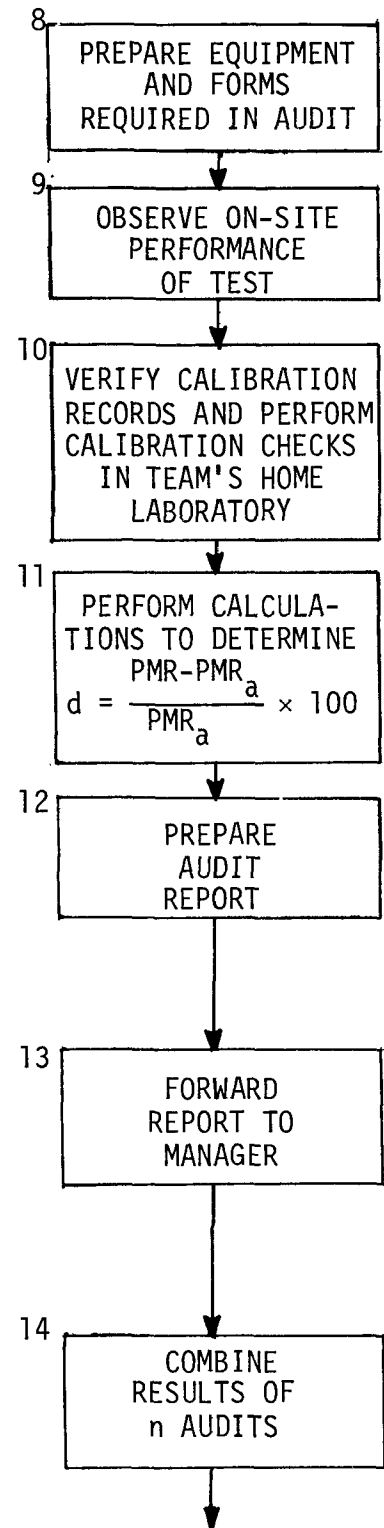 8
PREPARE EQUIPMENT
AND FORMS
REQUIRED IN AUDIT
9
OBSERVE ON-SITE
PERFORMANCE
OF TEST
10
VERIFY CALIBRATION
RECORDS AND PERFORM
CALIBRATION CHECKS
IN TEAM'S HOME
LABORATORY
11
PERFORM CALCULA-
TIONS TO DETERMINE
d = PMR-PMRₐ / PMRₐ × 100
12
PREPARE
AUDIT
REPORT
13
FORWARD
REPORT TO
MANAGER
14
COMBINE
RESULTS OF
n AUDITS